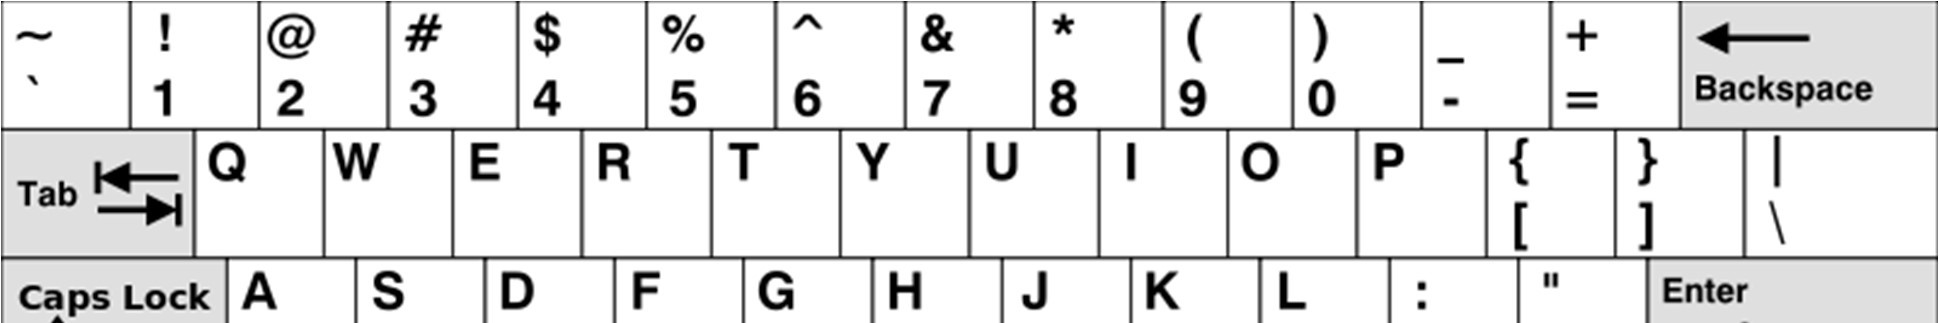 ~ ! @ # $ % ^ & * ( ) _ +
` 1 2 3 4 5 6 7 8 9 0 - = Backspace
Tab Q W E R T Y U I O P { } |
[ ] \
Caps Lock A S D F G H J K L : " Enter